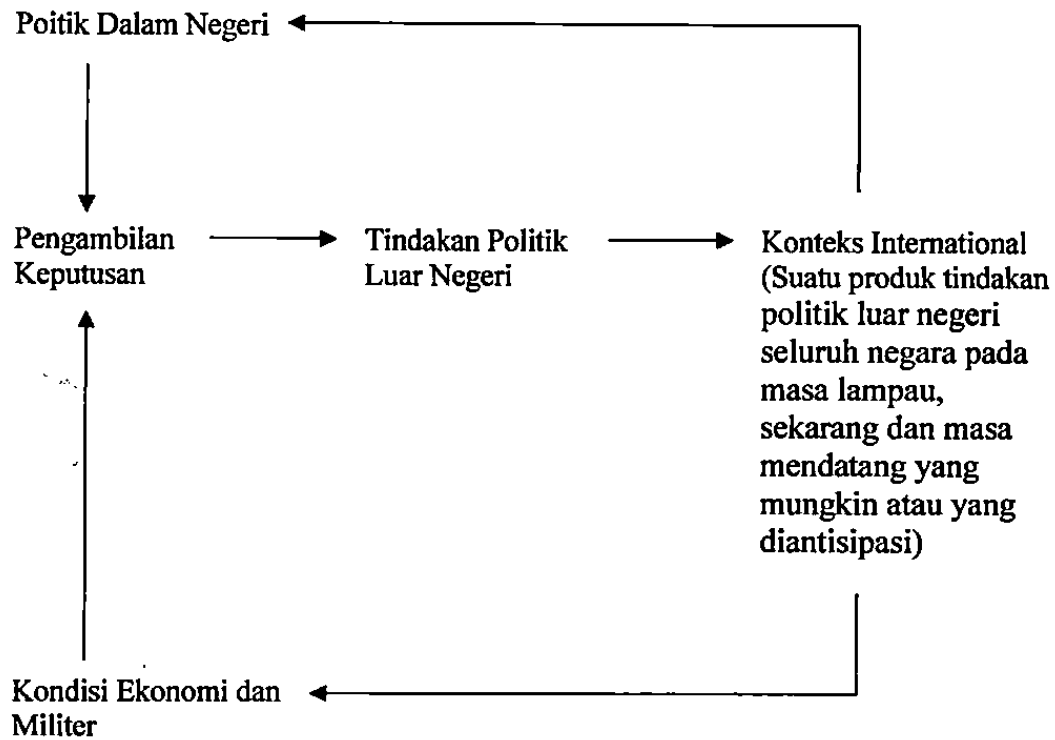 Poitik Dalam Negeri
Pengambilan
Keputusan
Tindakan Politik
Luar Negeri
Konteks International
(Suatu produk tindakan
politik luar negeri
seluruh negara pada
masa lampau,
sekarang dan masa
mendatang yang
mungkin atau yang
diantisipasi)
Kondisi Ekonomi dan
Militer